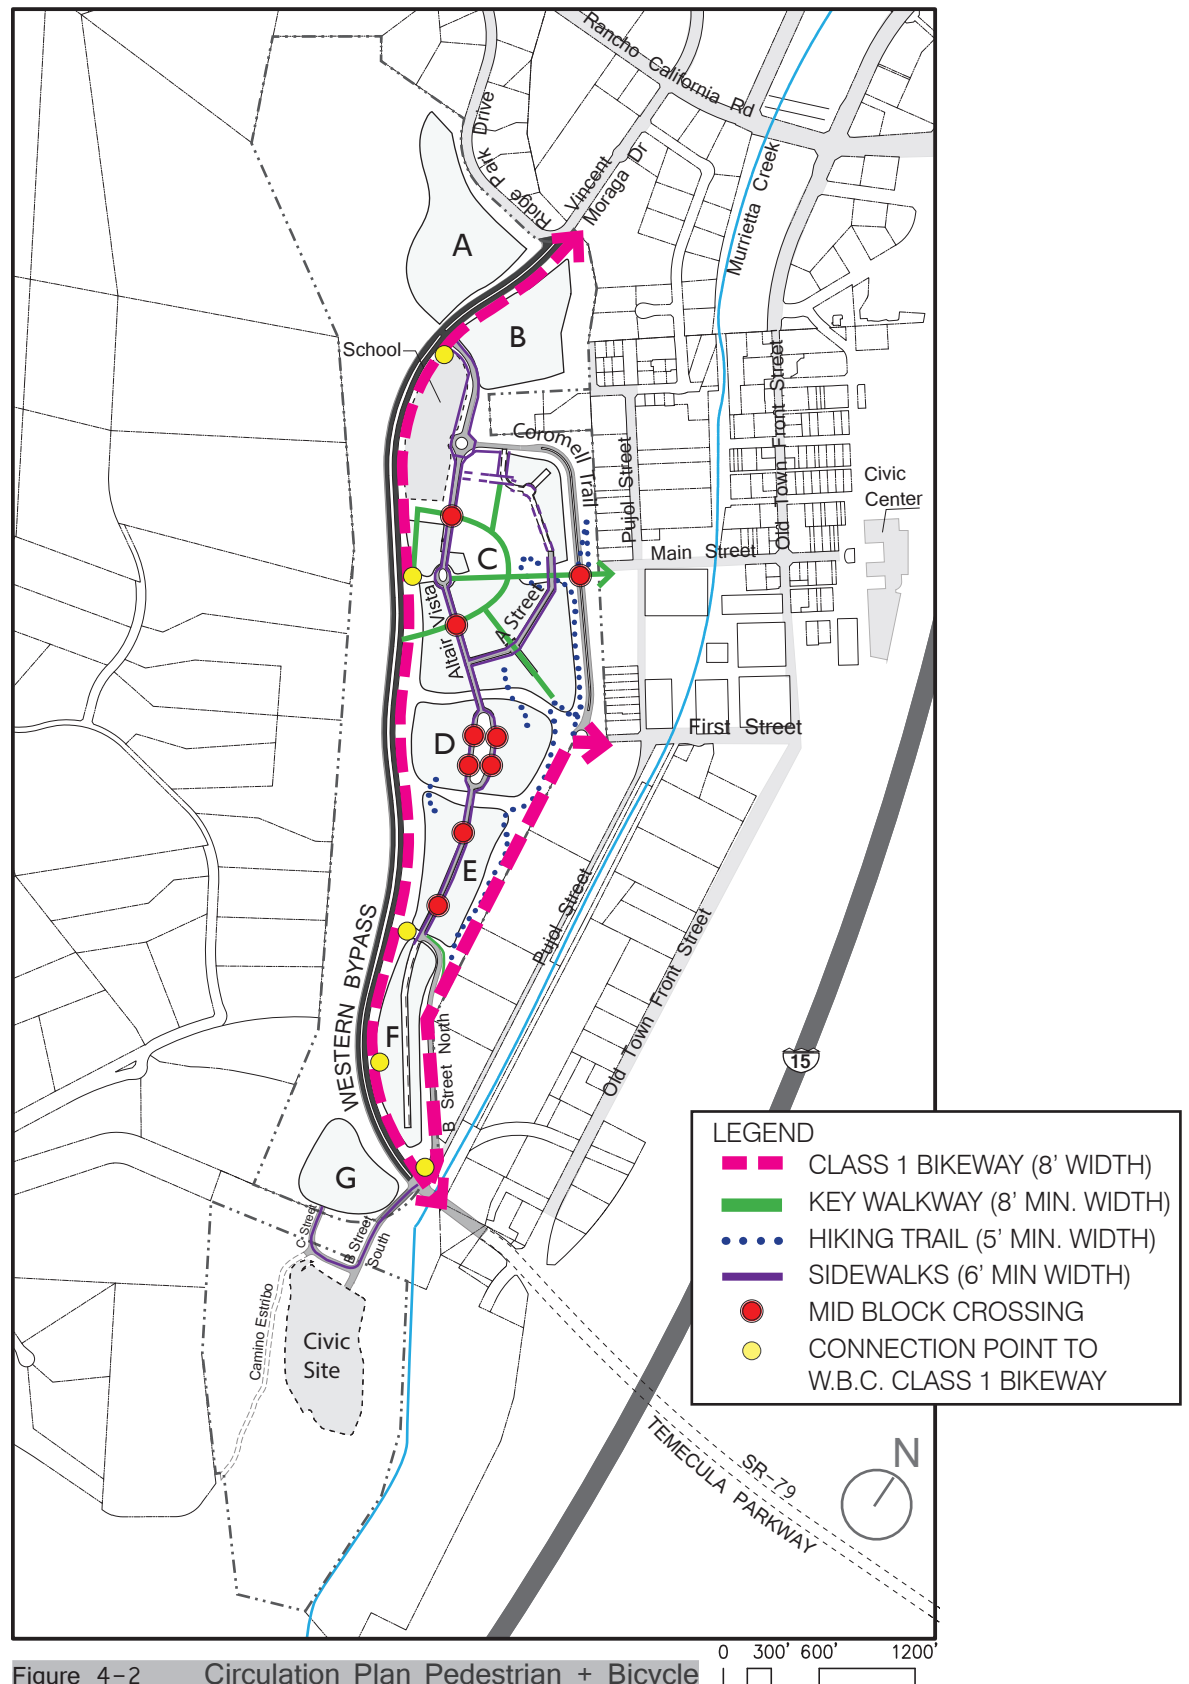 Rancho California Rd
Ridge Park Drive
Vincent
Moraga Dr
Murrietta Creek
A
B
School
Coromell Trail
Pujol Street
Old Town Front Street
Civic
Center
Main Street
C
Altair Vista
A Street
D
First Street
E
WESTERN BYPASS
Pujol Street
Old Town Front Street
F
B Street North
15
G
C-Street
B Street
South
Camino Estribo
Civic
Site
LEGEND
CLASS 1 BIKEWAY (8' WIDTH)
KEY WALKWAY (8' MIN. WIDTH)
HIKING TRAIL (5' MIN. WIDTH)
SIDEWALKS (6' MIN WIDTH)
MID BLOCK CROSSING
CONNECTION POINT TO
W.B.C. CLASS 1 BIKEWAY
SR-79
TEMECULA PARKWAY
N
0 300' 600' 1200'
Figure 4-2 Circulation Plan Pedestrian + Bicycle